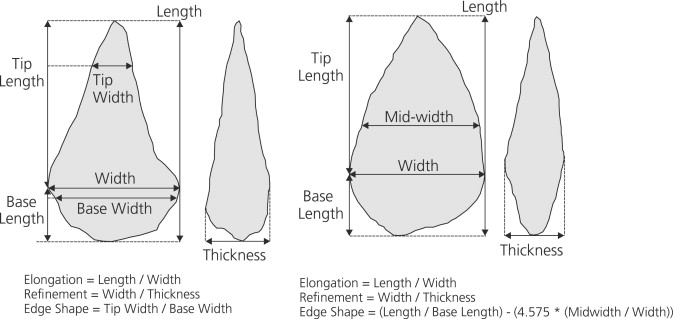 Length
Tip
Length
Tip
Width
Width
Base
Length
Base Width
Thickness
Elongation = Length / Width
Refinement = Width / Thickness
Edge Shape = Tip Width / Base Width
Length
Tip
Length
Mid-width
Width
Base
Length
Thickness
Elongation = Length / Width
Refinement = Width / Thickness
Edge Shape = (Length / Base Length) - (4.575 * (Midwidth / Width))